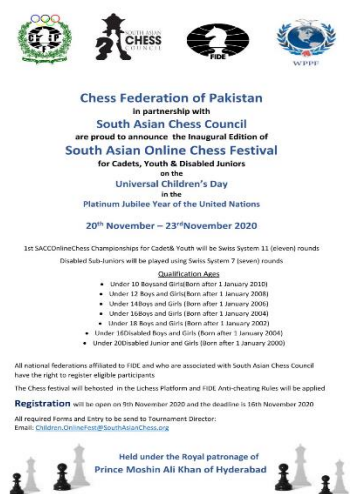 SOUTH ASIAN
CHESS
COUNCIL
FIDE
WPPF
Chess Federation of Pakistan
in partnership with
South Asian Chess Council
are proud to announce the Inaugural Edition of
South Asian Online Chess Festival
for Cadets, Youth & Disabled Juniors
on the
Universal Children's Day
in the
Platinum Jubilee Year of the United Nations
20th November – 23rdNovember 2020
1st SACCOnlineChess Championships for Cadet& Youth will be Swiss System 11 (eleven) rounds
Disabled Sub-Juniors will be played using Swiss System 7 (seven) rounds
Qualification Ages
• Under 10 Boysand Girls(Born after 1 January 2010)
• Under 12 Boys and Girls(Born after 1 January 2008)
• Under 14Boys and Girls(Born after 1 January 2006)
• Under 16Boys and Girls(Born after 1 January 2004)
• Under 18 Boys and Girls(Born after 1 January 2002)
• Under 16Disabled Boys and Girls (Born after 1 January 2004)
• Under 20Disabled Junior and Girls (Born after 1 January 2000)
All national federations affiliated to FIDE and who are associated with South Asian Chess Council
have the right to register eligible participants
The Chess festival will behosted in the Lichess Platform and FIDE Anti-cheating Rules will be applied
Registration will be open on 9th November 2020 and the deadline is 16th November 2020
All required Forms and Entry to be send to Tournament Director:
Email: Children.OnlineFest@SouthAsianChess.org
Held under the Royal patronage of
Prince Moshin Ali Khan of Hyderabad